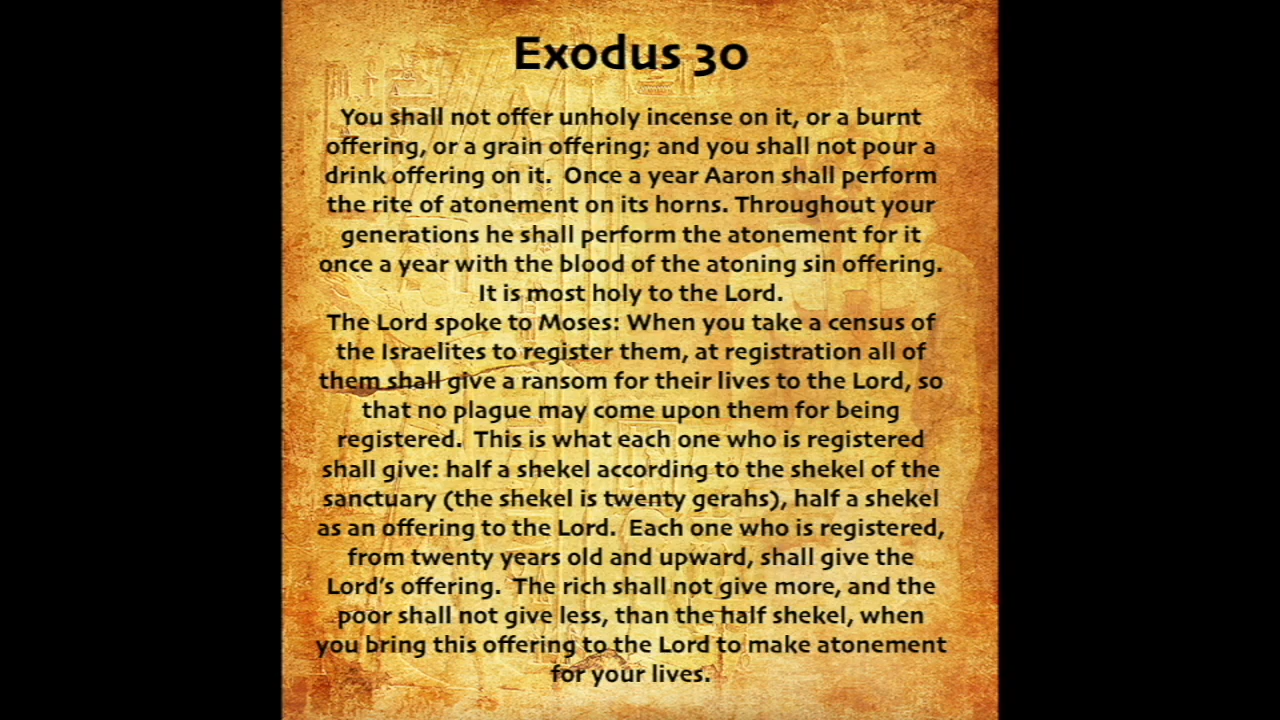 Exodus 30
You shall not offer unholy incense on it, or a burnt
offering, or a grain offering; and you shall not pour a
drink offering on it.  Once a year Aaron shall perform
the rite of atonement on its horns. Throughout your
generations he shall perform the atonement for it
once a year with the blood of the atoning sin offering.
It is most holy to the Lord.
The Lord spoke to Moses: When you take a census of
the Israelites to register them, at registration all of
them shall give a ransom for their lives to the Lord, so
that no plague may come upon them for being
registered.  This is what each one who is registered
shall give: half a shekel according to the shekel of the
sanctuary (the shekel is twenty gerahs), half a shekel
as an offering to the Lord.  Each one who is registered,
from twenty years old and upward, shall give the
Lord's offering.  The rich shall not give more, and the
poor shall not give less, than the half shekel, when
you bring this offering to the Lord to make atonement
for your lives.